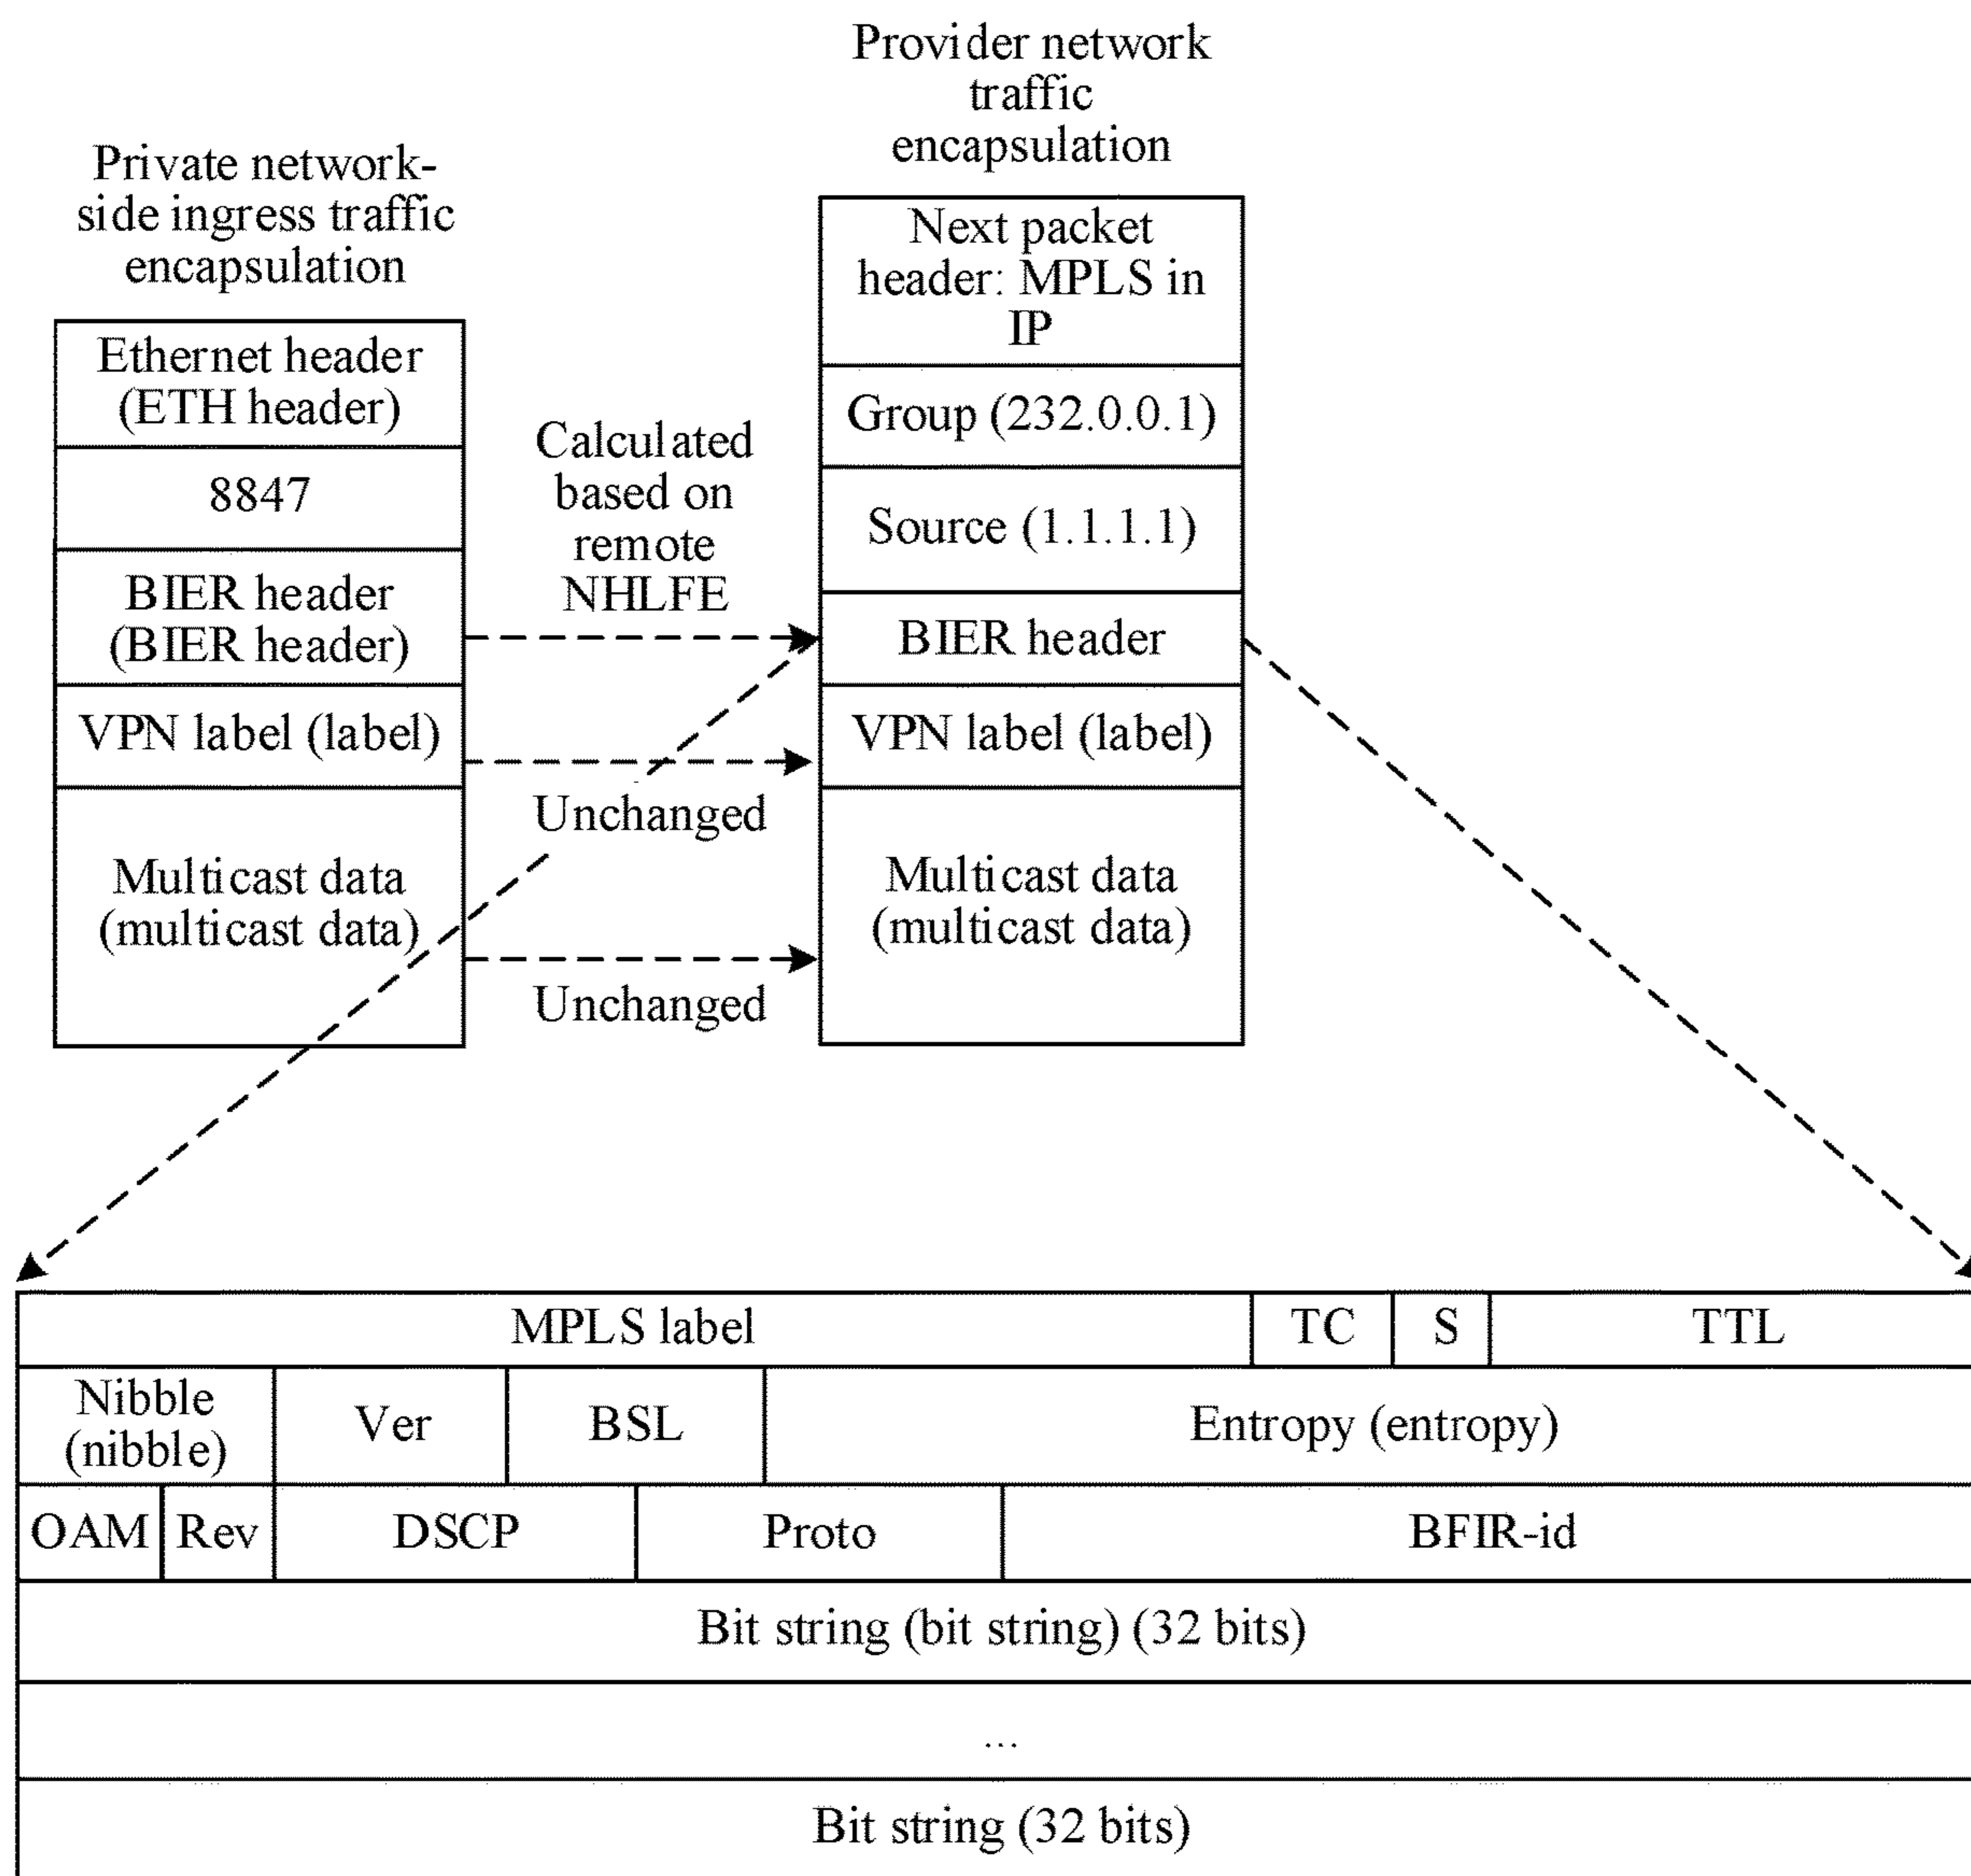 Provider network
traffic
encapsulation
Private network-
side ingress traffic
encapsulation
Ethernet header
(ETH header)
8847
BIER header
(BIER header)
VPN label (label)
Multicast data
(multicast data)
Calculated
based on
remote
NHLFE
Unchanged
Unchanged
Next packet
header: MPLS in
IP
Group (232.0.0.1)
Source (1.1.1.1)
BIER header
VPN label (label)
Multicast data
(multicast data)
MPLS label TC S TTL
Nibble
(nibble) Ver BSL Entropy (entropy)
OAM Rev DSCP Proto BFIR-id
Bit string (bit string) (32 bits)
...
Bit string (32 bits)